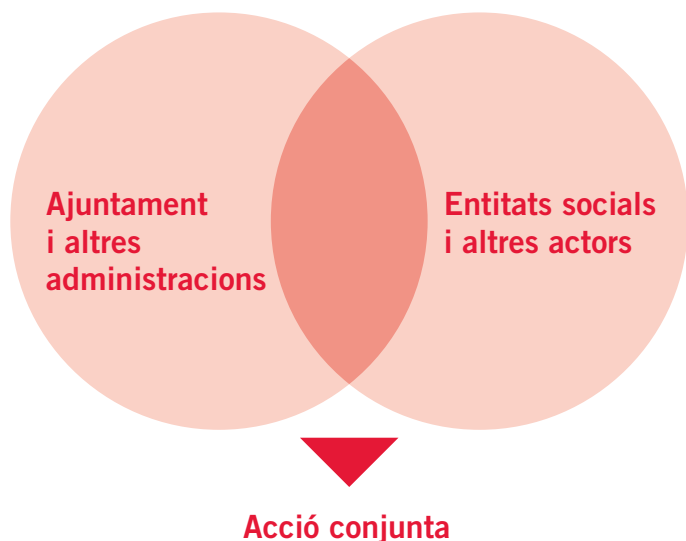 Ajuntament
i altres
administracions
Entitats socials
i altres actors
Acció conjunta